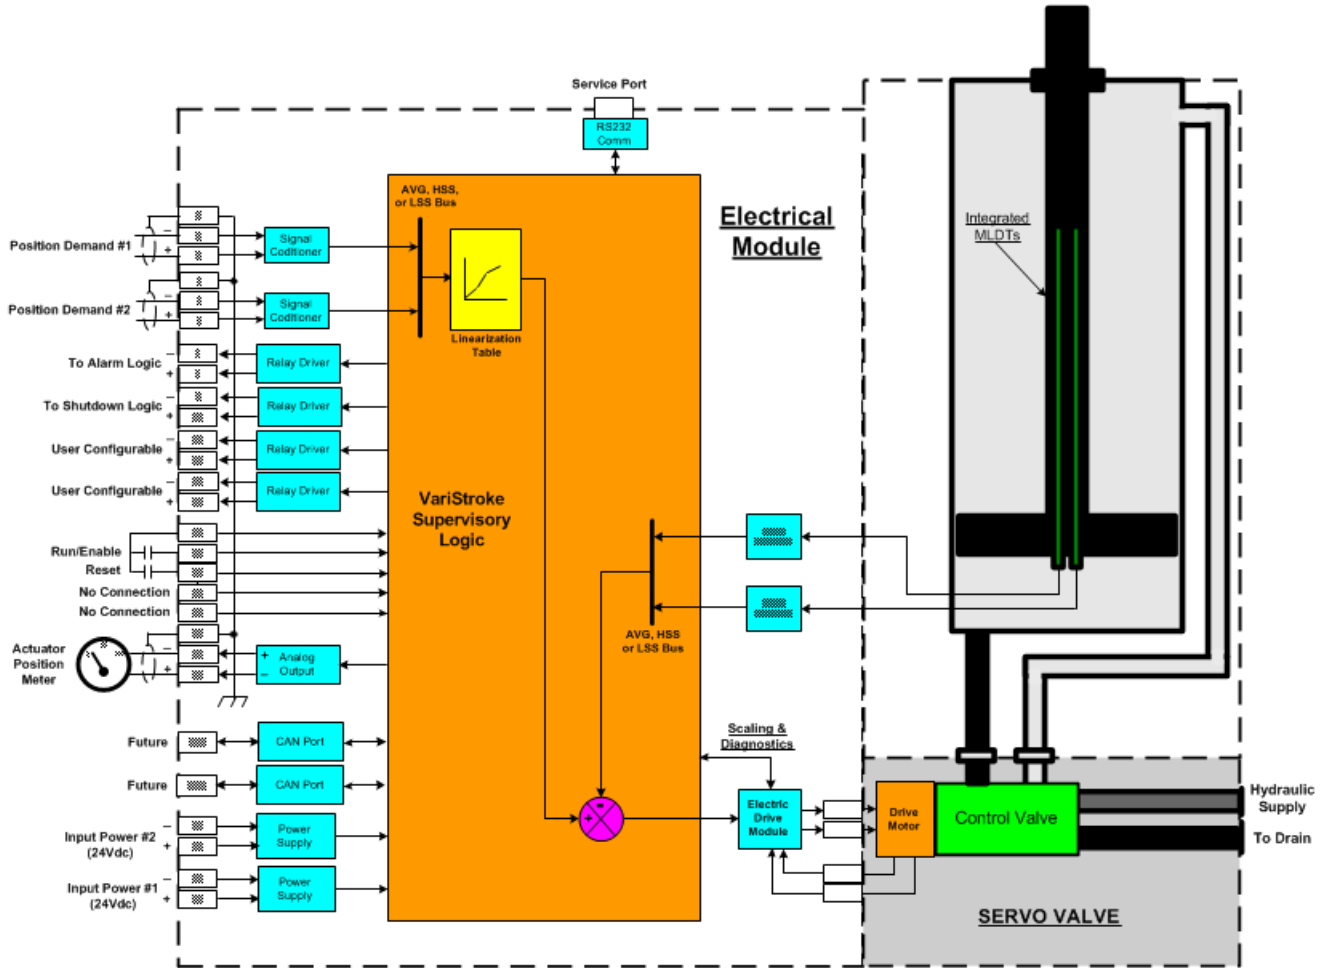 Service Port
RS232
Comm
AVG, HSS,
or LSS Bus
Electrical
Module
Integrated
MLDTs
Position Demand #1
−
+
Signal
Coditioner
Position Demand #2
−
+
Signal
Coditioner
Linearization
Table
To Alarm Logic
−
+
Relay Driver
To Shutdown Logic
−
+
Relay Driver
User Configurable
−
+
Relay Driver
User Configurable
−
+
Relay Driver
VariStroke
Supervisory
Logic
Run/Enable
Reset
No Connection
No Connection
AVG, HSS
or LSS Bus
Actuator
Position
Meter
−
+
+
−
Analog
Output
Future
CAN Port
Future
CAN Port
Scaling &
Diagnostics
Input Power #2
(24Vdc)
−
+
Power
Supply
Input Power #1
(24Vdc)
−
+
Power
Supply
-
+
Electric
Drive
Module
Drive
Motor
Control Valve
Hydraulic
Supply
To Drain
SERVO VALVE